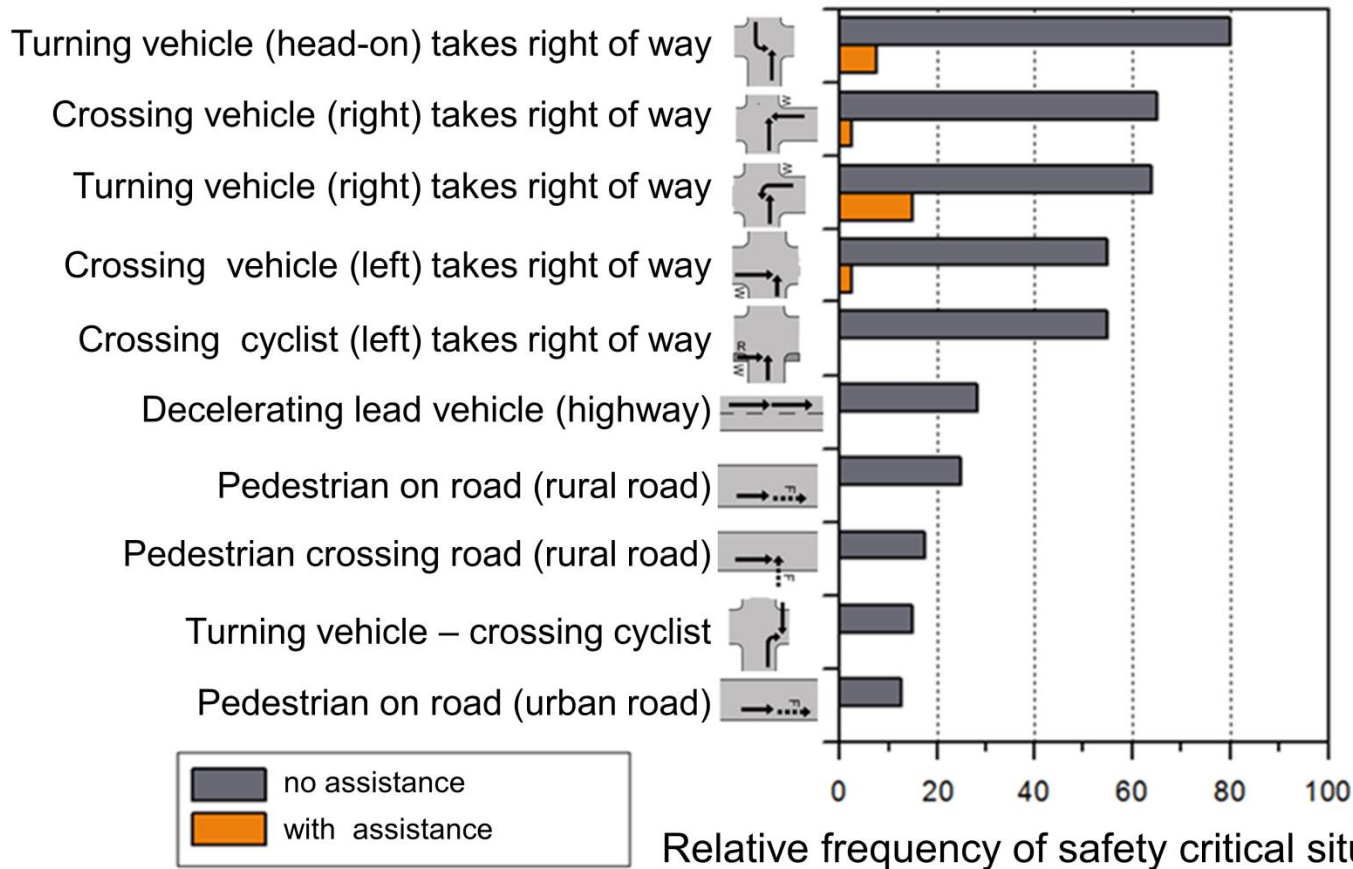 Turning vehicle (head-on) takes right of way
Crossing vehicle (right) takes right of way
W
Turning vehicle (right) takes right of way
W
Crossing  vehicle (left) takes right of way
W
Crossing  cyclist (left) takes right of way
R
W
Decelerating lead vehicle (highway)
Pedestrian on road (rural road)
F
Pedestrian crossing road (rural road)
F
Turning vehicle – crossing cyclist
Pedestrian on road (urban road)
F
0 20 40 60 80 100
no assistance
with  assistance
Relative frequency of safety critical situ